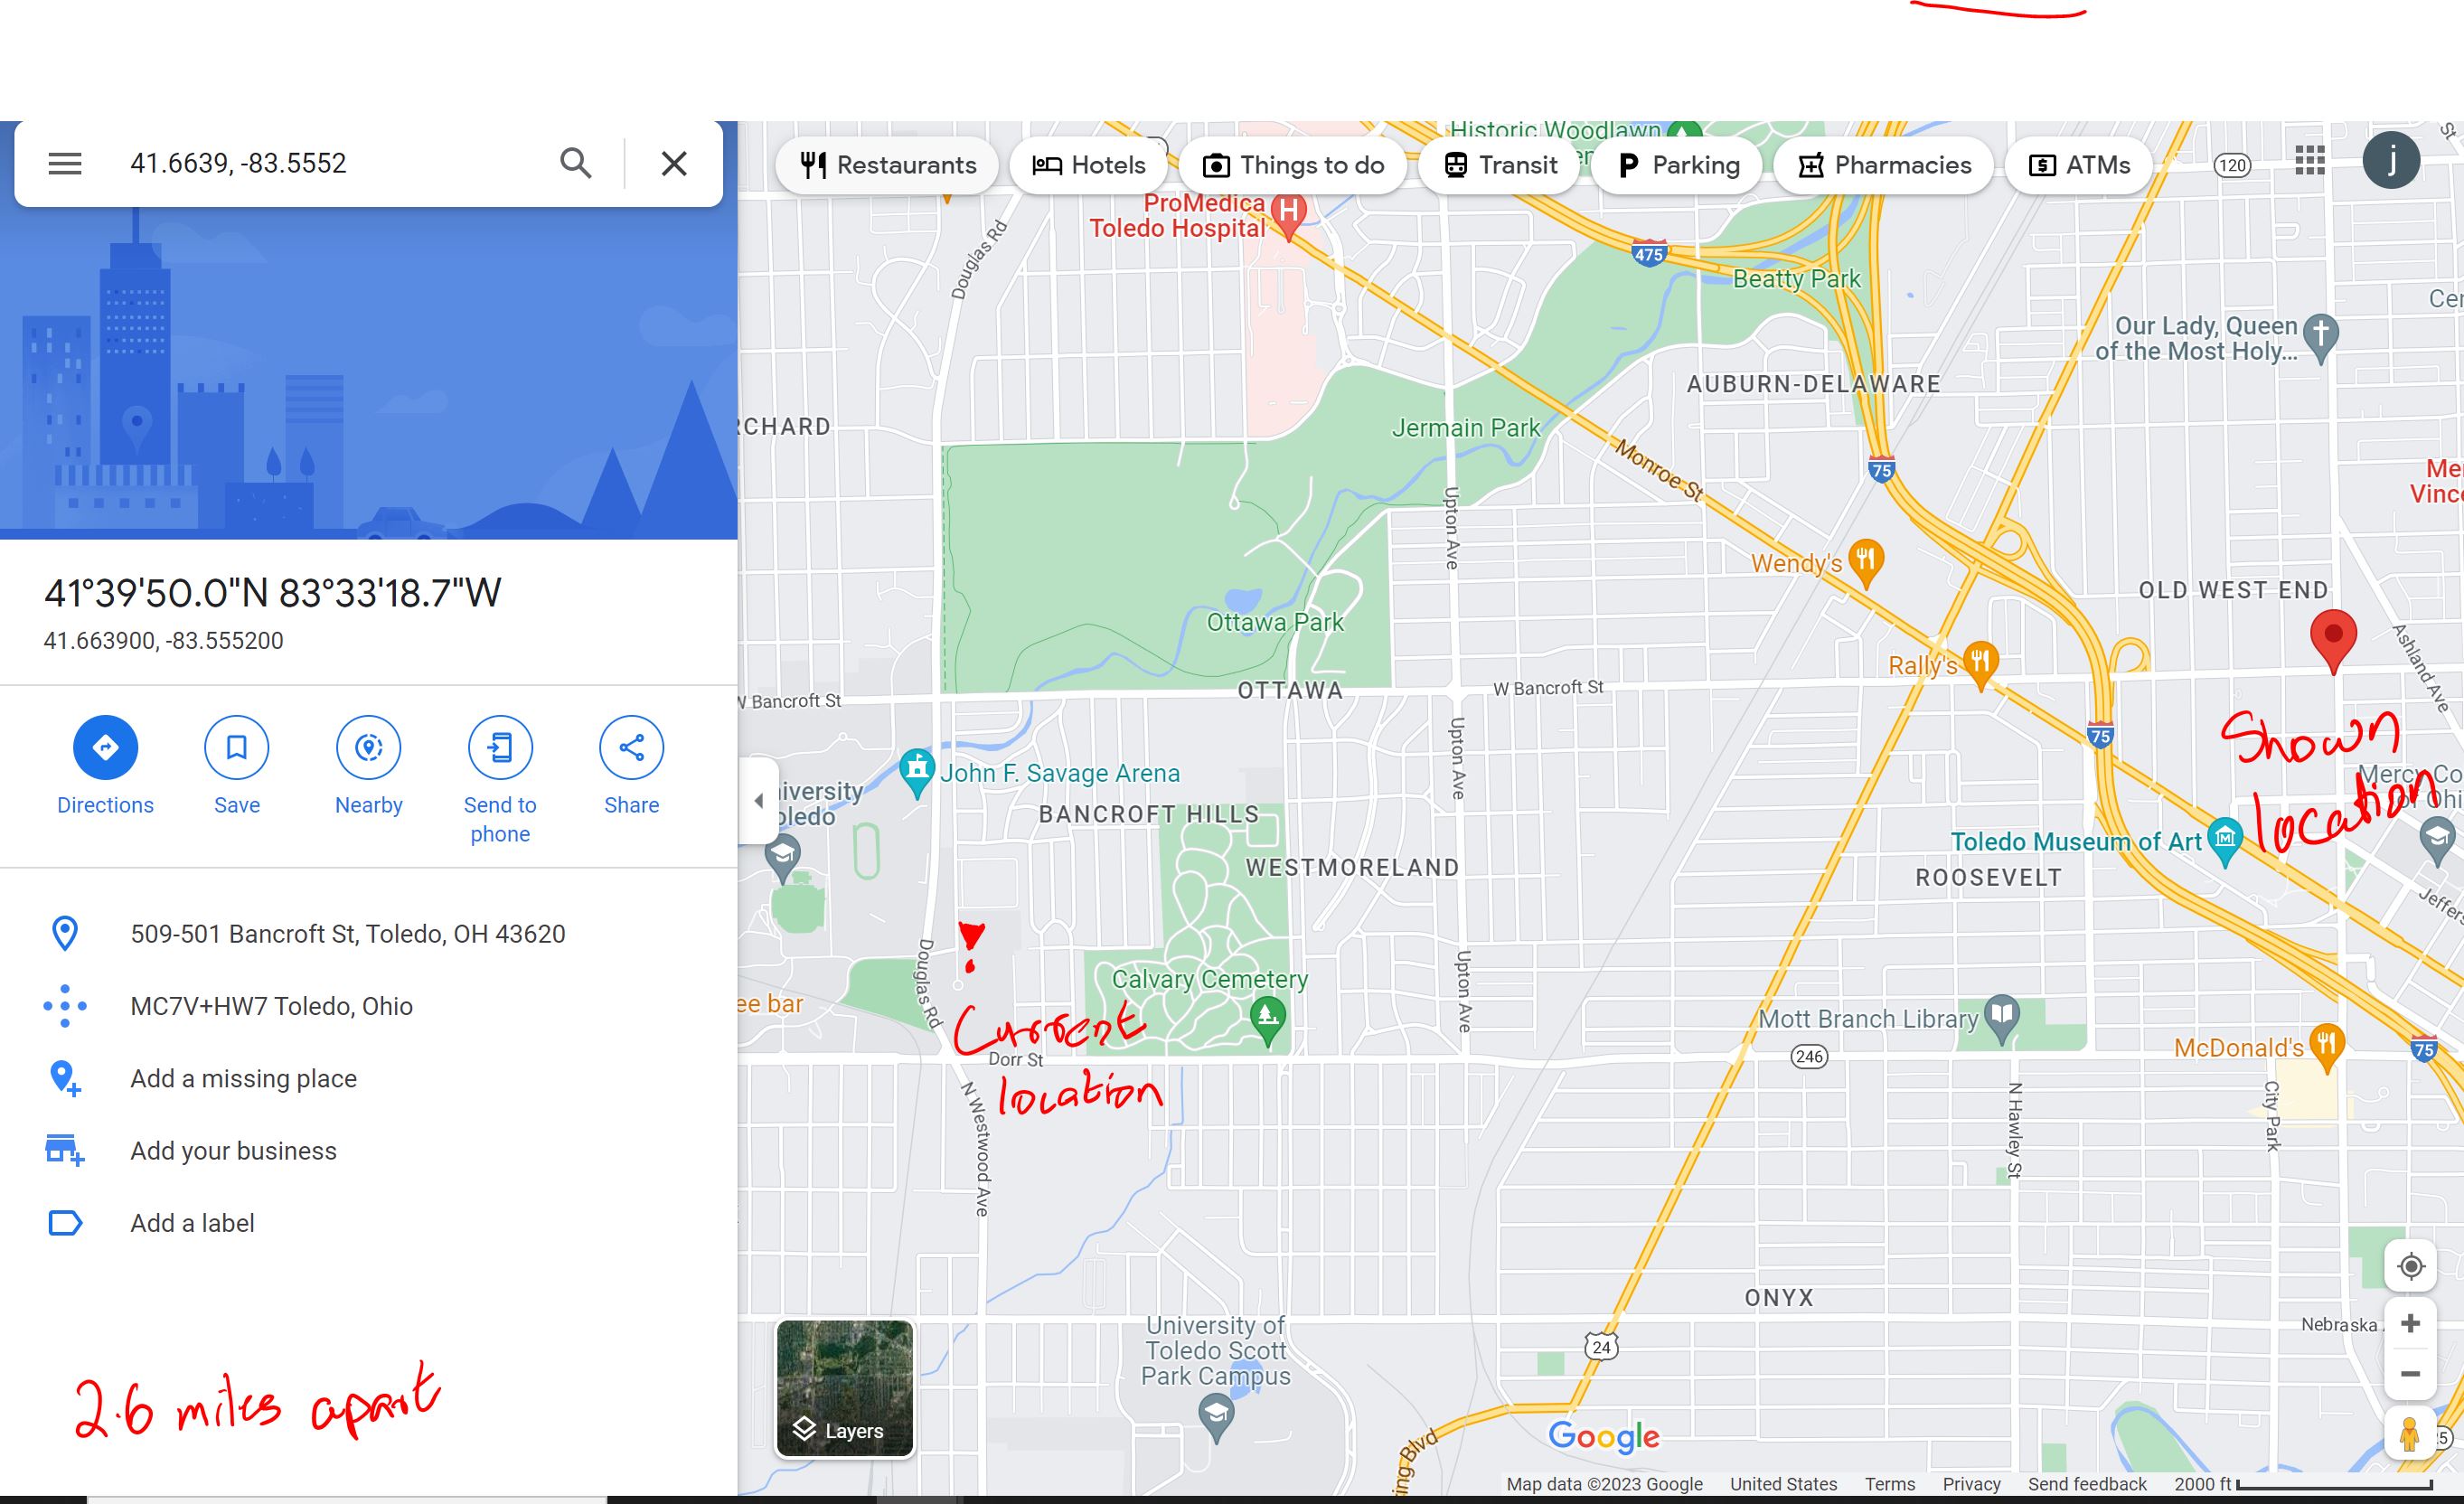 41.6639, -83.5552
Restaurants
Hotels
Things to do
Transit
Parking
Pharmacies
ATMs
j
Historic Woodlawn
120
St
475
ProMedica
Toledo Hospital
Douglas Rd
Beatty Park
Our Lady, Queen
of the Most Holy...
AUBURN-DELAWARE
RCHARD
Jermain Park
Monroe St
75
Upton Ave
Wendy's
OLD WEST END
41°39'50.0"N 83°33'18.7"W
41.663900, -83.555200
Ottawa Park
Rally's
Ashland Ave
OTTAWA
W Bancroft St
W Bancroft St
Directions
Save
Nearby
Send to
phone
Share
75
Shown
location
Upton Ave
John F. Savage Arena
BANCROFT HILLS
WESTMORELAND
Toledo Museum of Art
ROOSEVELT
509-501 Bancroft St, Toledo, OH 43620
MC7V+HW7 Toledo, Ohio
Add a missing place
Add your business
Add a label
Douglas Rd
ee bar
Calvary Cemetery
Upton Ave
Current
location
Dorr St
Mott Branch Library
246
McDonald's
75
N Westwood Ave
N Hawley St
City Park
ONYX
Nebraska
University of
Toledo Scott
Park Campus
24
2.6 miles apart
Layers
Google
Map data ©2023 Google
United States
Terms
Privacy
Send feedback
2000 ft